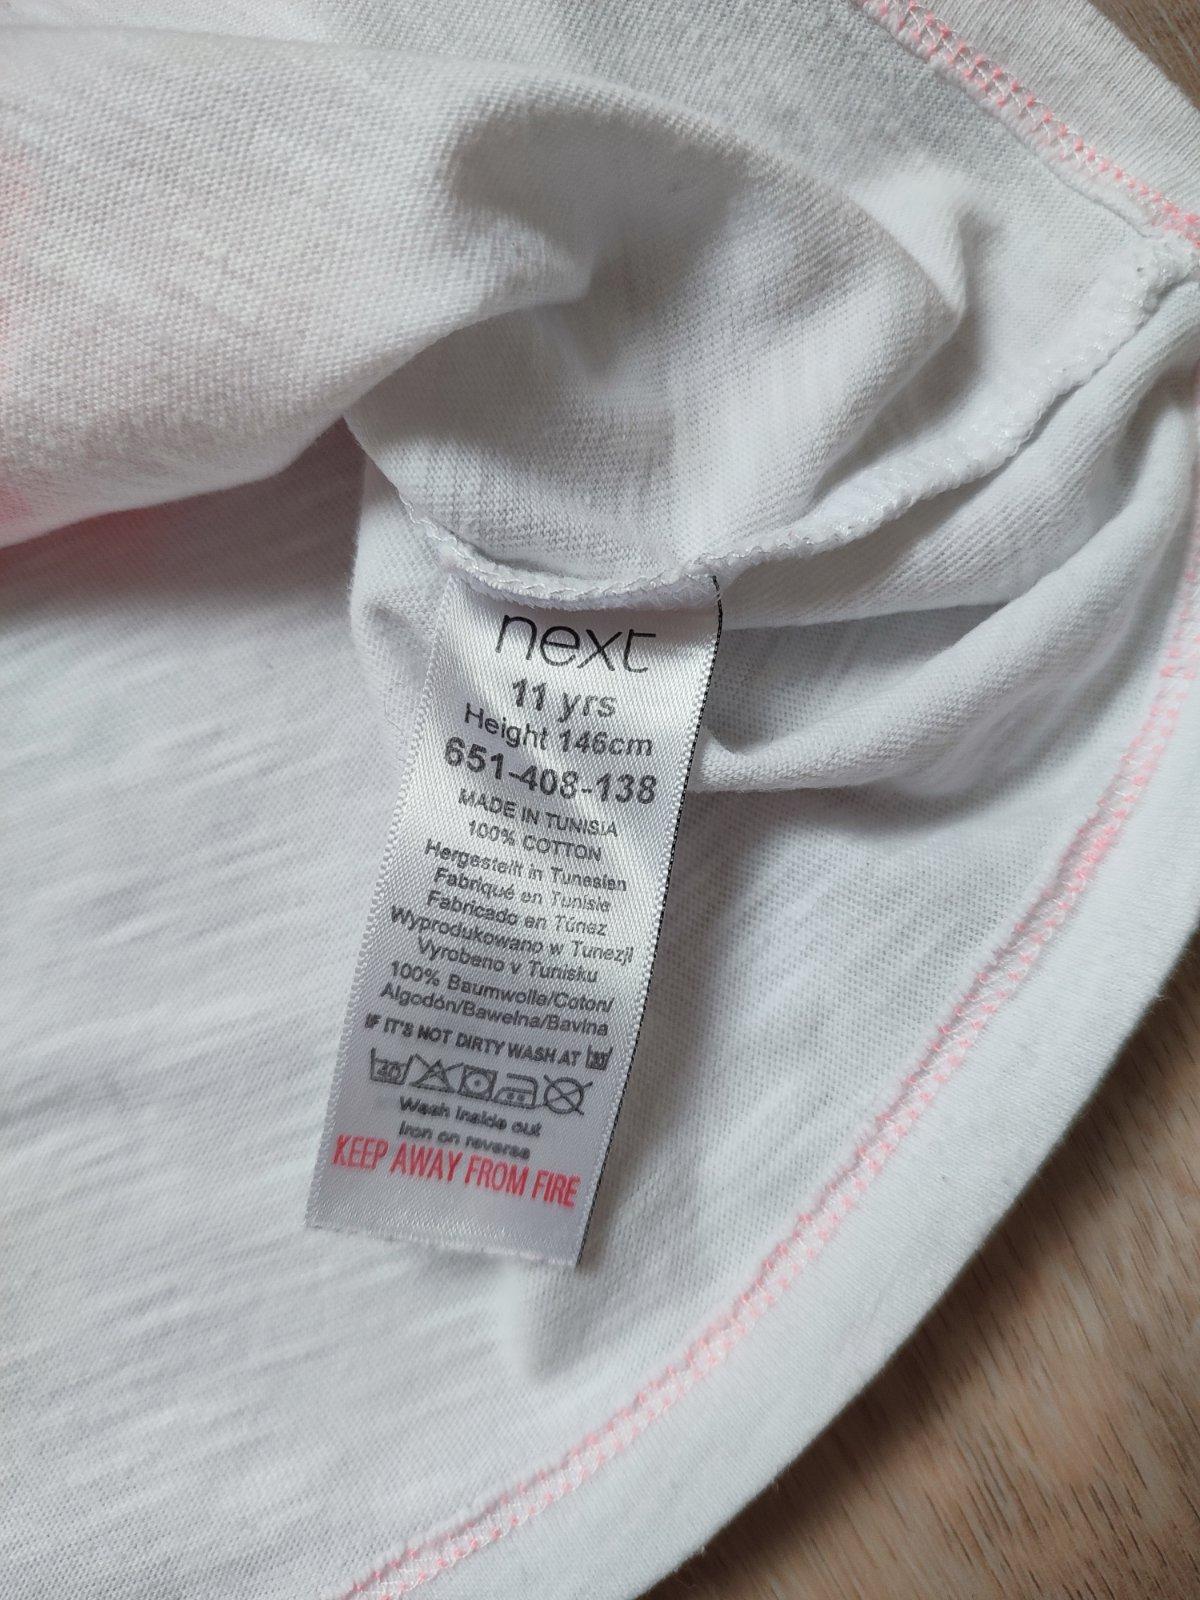 next
11 yrs
Height 146cm
651-408-138
MADE IN TUNISIA
100% COTTON
Hergestellt in Tunesien
Fabriqué en Tunisie
Fabricado en Túnez
Wyprodukowano w Tunezji
Vyrobeno v Tunisku
100% Baumwolle/Coton/
Algodón/Bawełna/Bavlna
IF IT'S NOT DIRTY WASH AT 30
40
Wash inside out
Iron on reverse
KEEP AWAY FROM FIRE